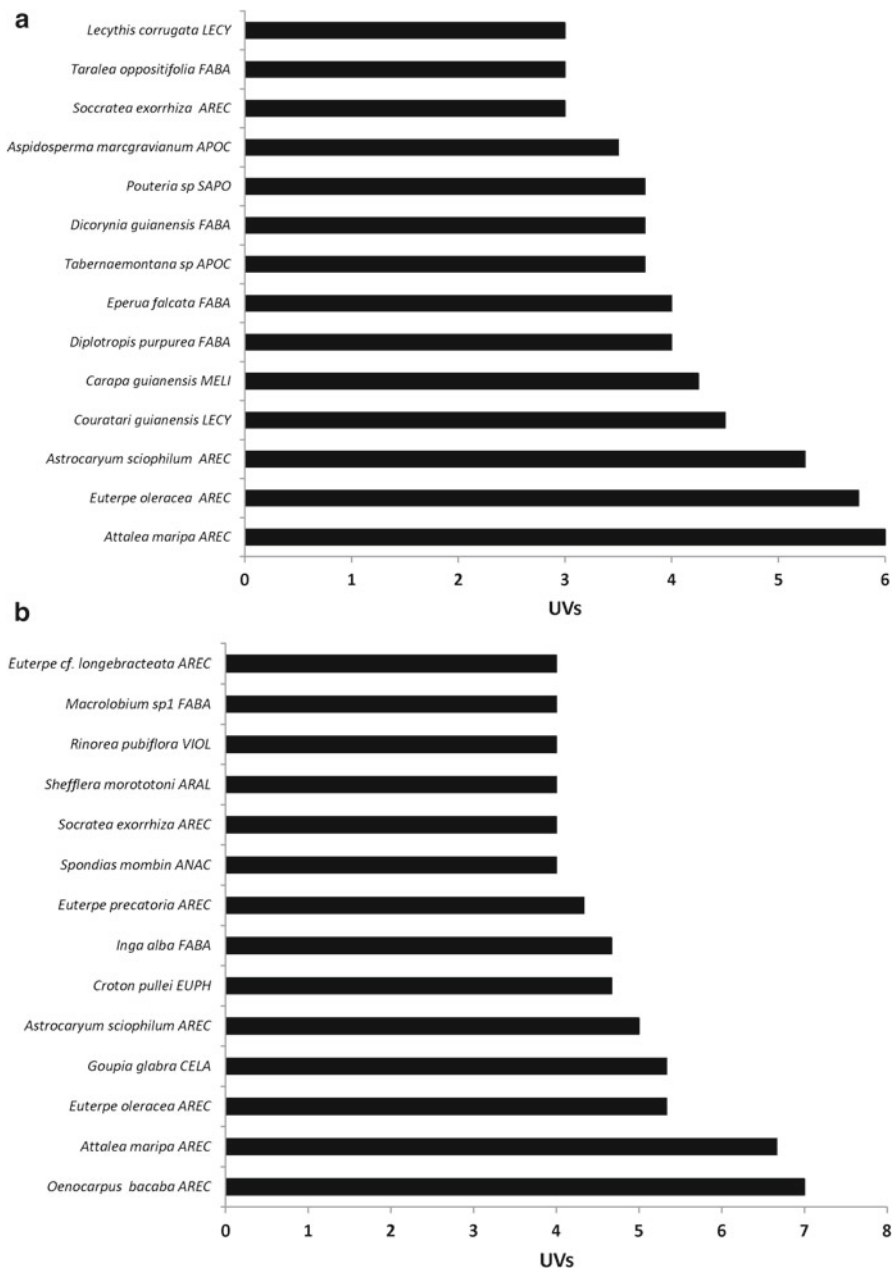 a
Lecythis corrugata LECY
Taralea oppositifolia FABA
Soccratea exorrhiza AREC
Aspidosperma marcgravianum APOC
Pouteria sp SAPO
Dicorynia guianensis FABA
Tabernaemontana sp APOC
Eperua falcata FABA
Diplotropis purpurea FABA
Carapa guianensis MELI
Couratari guianensis LECY
Astrocaryum sciophilum AREC
Euterpe oleracea AREC
Attalea maripa AREC
0 1 2 3 4 5 6
UVs
b
Euterpe cf. longebracteata AREC
Macrolobium sp1 FABA
Rinorea pubiflora VIOL
Shefflera morototoni ARAL
Socratea exorrhiza AREC
Spondias mombin ANAC
Euterpe precatoria AREC
Inga alba FABA
Croton pullei EUPH
Astrocaryum sciophilum AREC
Goupia glabra CELA
Euterpe oleracea AREC
Attalea maripa AREC
Oenocarpus bacaba AREC
0 1 2 3 4 5 6 7 8
UVs